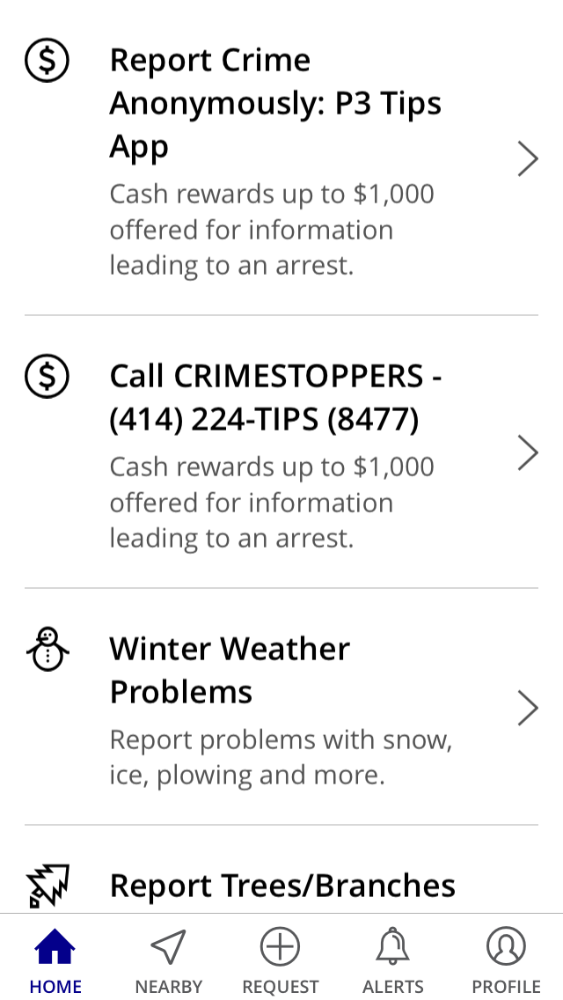 Report Crime
Anonymously: P3 Tips
App
Cash rewards up to $1,000
offered for information
leading to an arrest.
Call CRIMESTOPPERS -
(414) 224-TIPS (8477)
Cash rewards up to $1,000
offered for information
leading to an arrest.
Winter Weather
Problems
Report problems with snow,
ice, plowing and more.
Report Trees/Branches
HOME
NEARBY
REQUEST
ALERTS
PROFILE